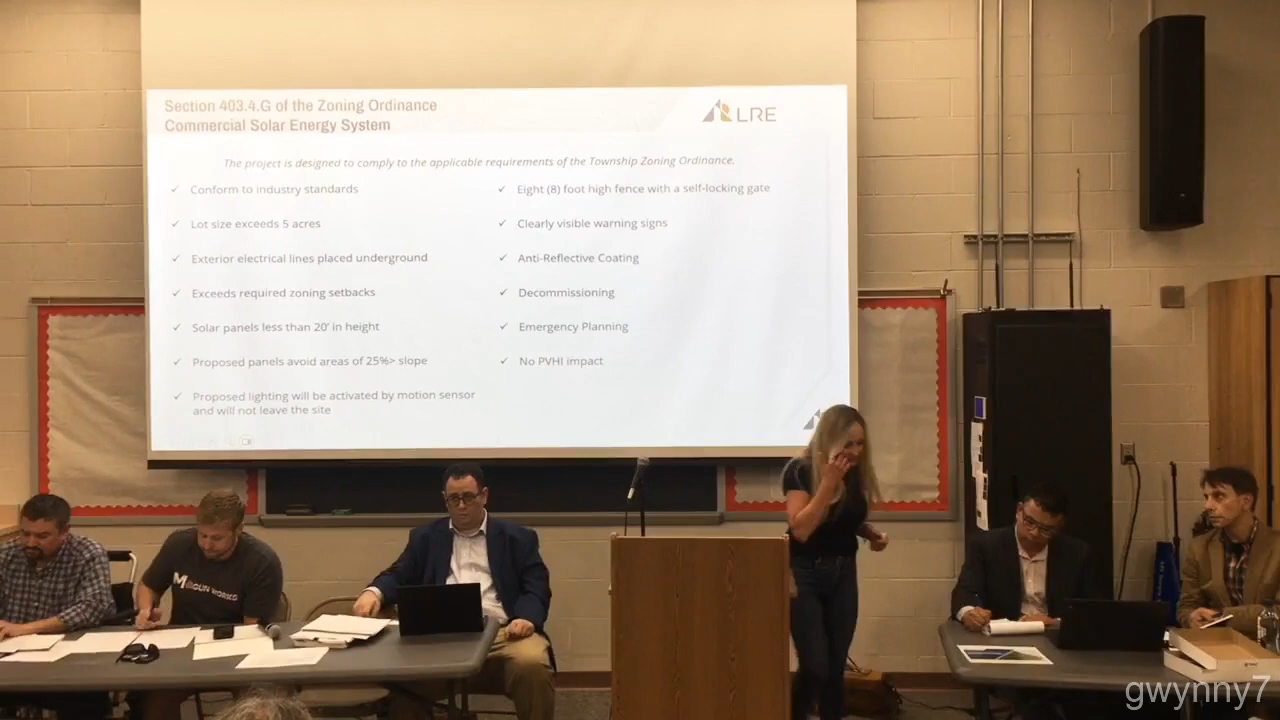 Section 403.4.G of the Zoning Ordinance
Commercial Solar Energy System
LRE
The project is designed to comply to the applicable requirements of the Township Zoning Ordinance.
✓ Conform to industry standards
✓ Lot size exceeds 5 acres
✓ Exterior electrical lines placed underground
✓ Exceeds required zoning setbacks
✓ Solar panels less than 20' in height
✓ Proposed panels avoid areas of 25%> slope
✓ Proposed lighting will be activated by motion sensor
and will not leave the site
✓ Eight (8) foot high fence with a self-locking gate
✓ Clearly visible warning signs
✓ Anti-Reflective Coating
✓ Decommissioning
✓ Emergency Planning
✓ No PVHI impact
gwynny7